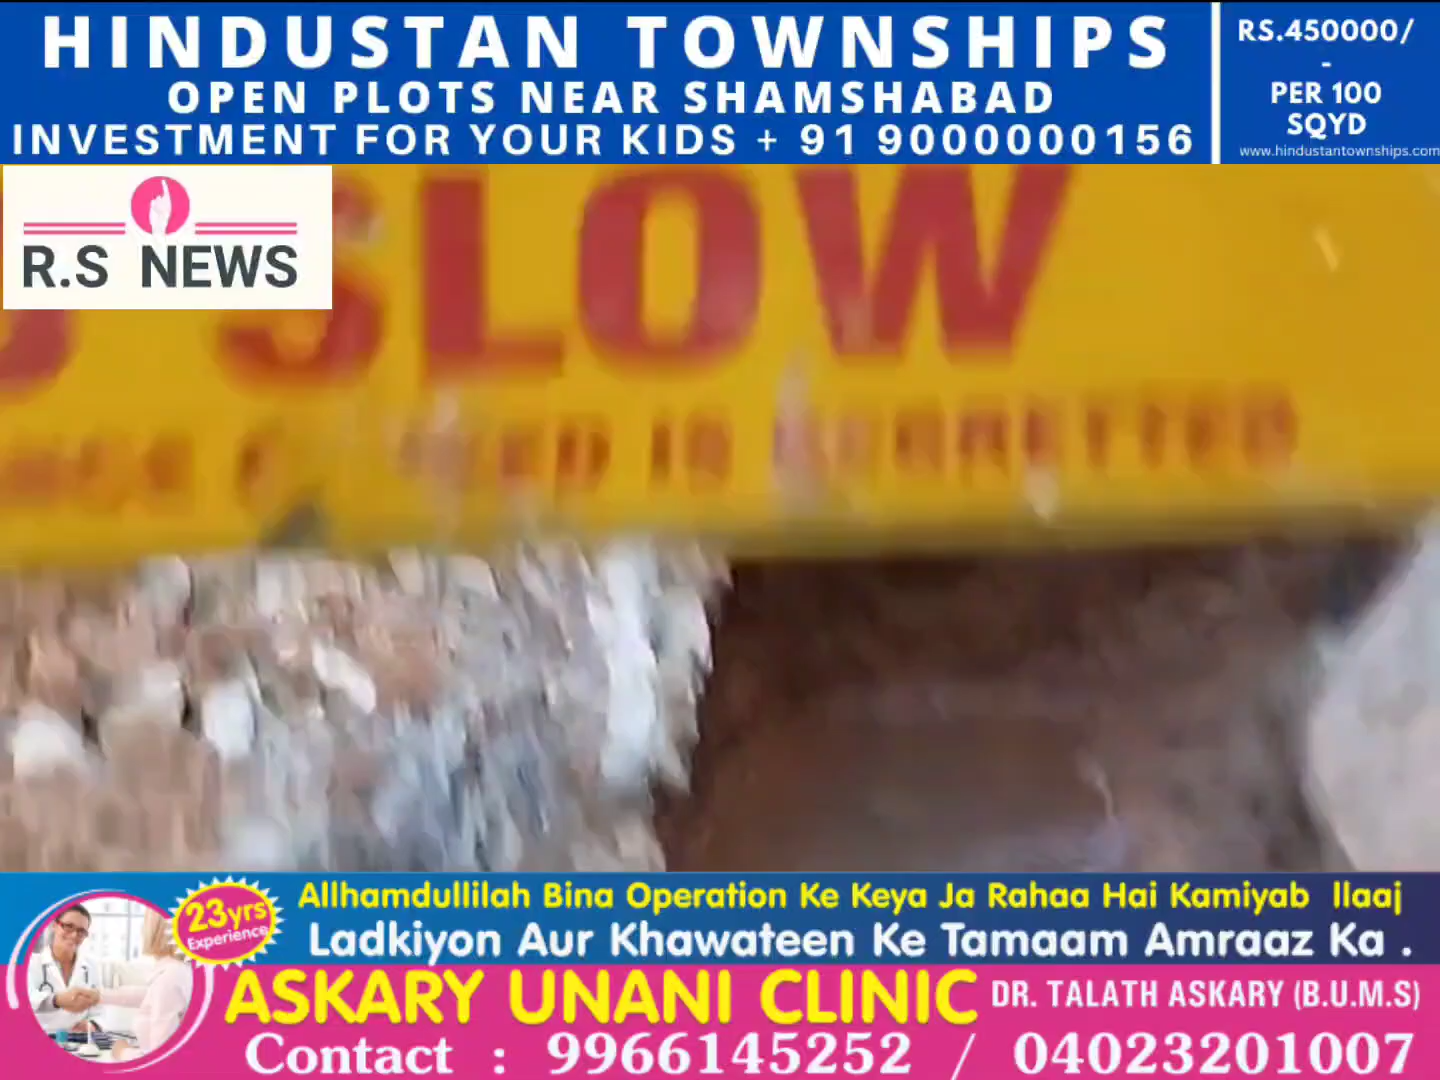 HINDUSTAN TOWNSHIPS
OPEN PLOTS NEAR SHAMSHABAD
INVESTMENT FOR YOUR KIDS + 91 9000000156
RS.450000/
-
PER 100
SQYD
www.hindustantownships.com
R.S NEWS
SLOW
IS
Allhamdullilah Bina Operation Ke Keya Ja Rahaa Hai Kamiyab Ilaaj
23yrs
Experience
Ladkiyon Aur Khawateen Ke Tamaam Amraaz Ka .
ASKARY UNANI CLINIC DR. TALATH ASKARY (B.U.M.S)
Contact : 9966145252 / 04023201007